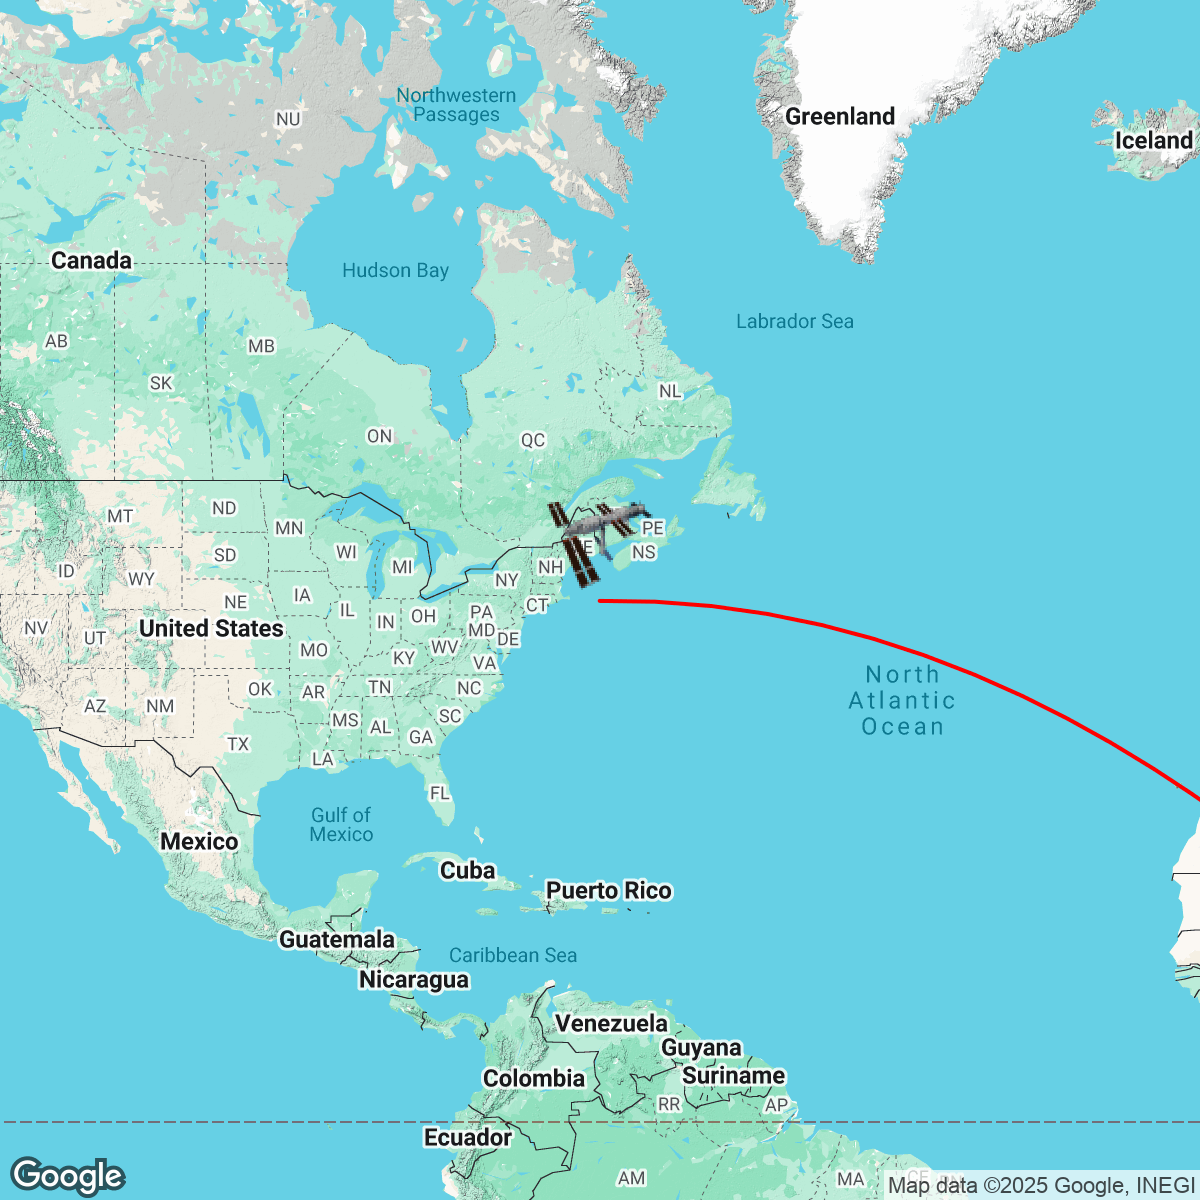 Northwestern
Passages
NU
Greenland
Iceland
Canada
Hudson Bay
Labrador Sea
AB
MB
SK
NL
ON
QC
MT
ND
MN
PE
WI
SD
MI
NH
E
NS
ID
WY
NY
IA
NE
IL
IN
OH
PA
CT
NV
UT
United States
MD
DE
MO
WV
KY
VA
AZ
NM
OK
AR
TN
NC
North
Atlantic
Ocean
MS
AL
SC
GA
TX
LA
FL
Gulf of
Mexico
Mexico
Cuba
Puerto Rico
Guatemala
Caribbean Sea
Nicaragua
Venezuela
Guyana
Colombia
Suriname
RR
AP
Ecuador
AM
MA
Google
Map data ©2025 Google, INEGI